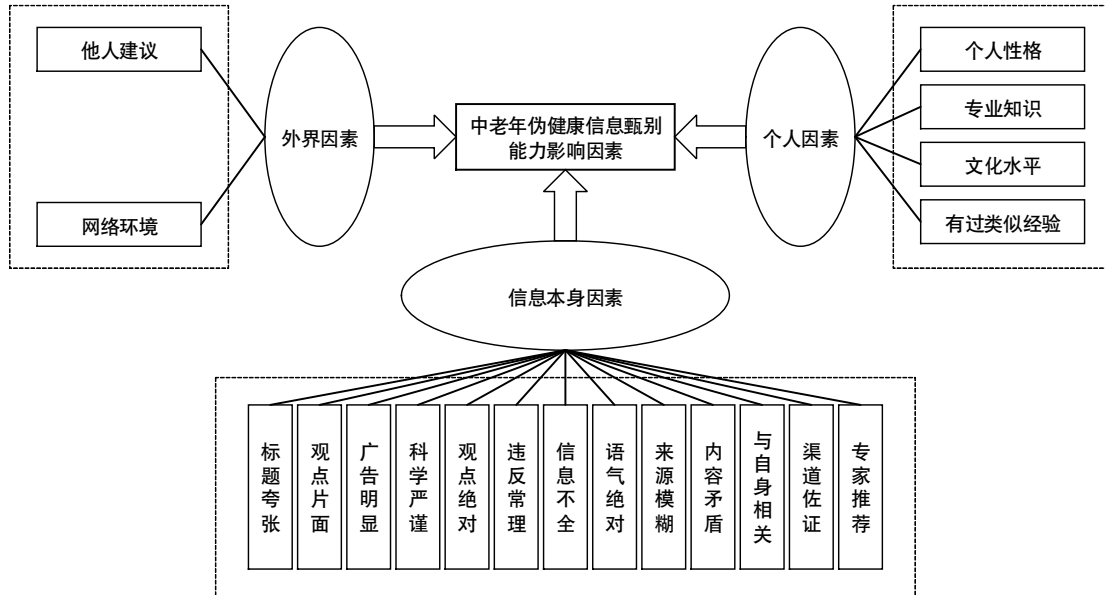 他人建议
网络环境
外界因素
中老年伪健康信息甄别
能力影响因素
个人因素
个人性格
专业知识
文化水平
有过类似经验
信息本身因素
标题夸张
观点片面
广告明显
科学严谨
观点绝对
违反常理
信息不全
语气绝对
来源模糊
内容矛盾
与自身相关
渠道佐证
专家推荐